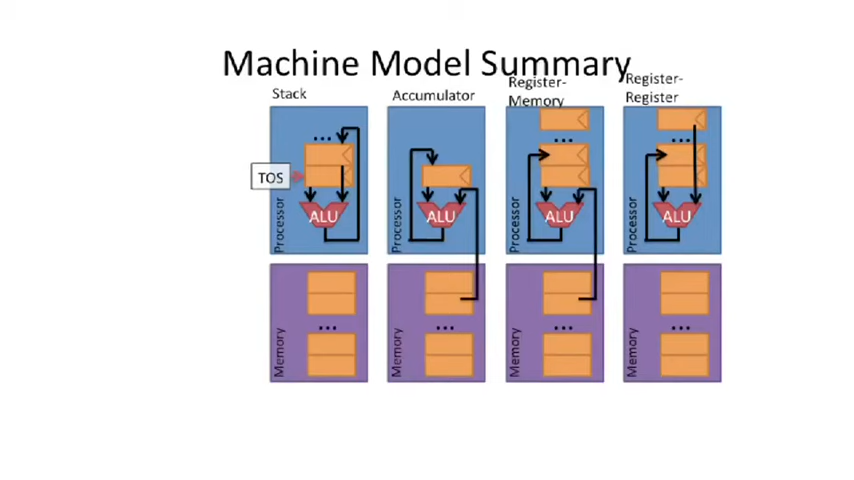 Machine Model Summary
Stack
Accumulator
Register-
Memory
Register-
Register
...
...
...
TOS
ALU
ALU
ALU
ALU
Processor
Processor
Processor
Processor
...
...
...
...
Memory
Memory
Memory
Memory